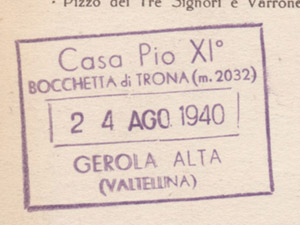 · Pizzo dei Tre Signori e Varrone
Casa Pio XI°
BOCCHETTA di TRONA (m. 2032)
2 4 AGO. 1940
GEROLA ALTA
(VALTELLINA)